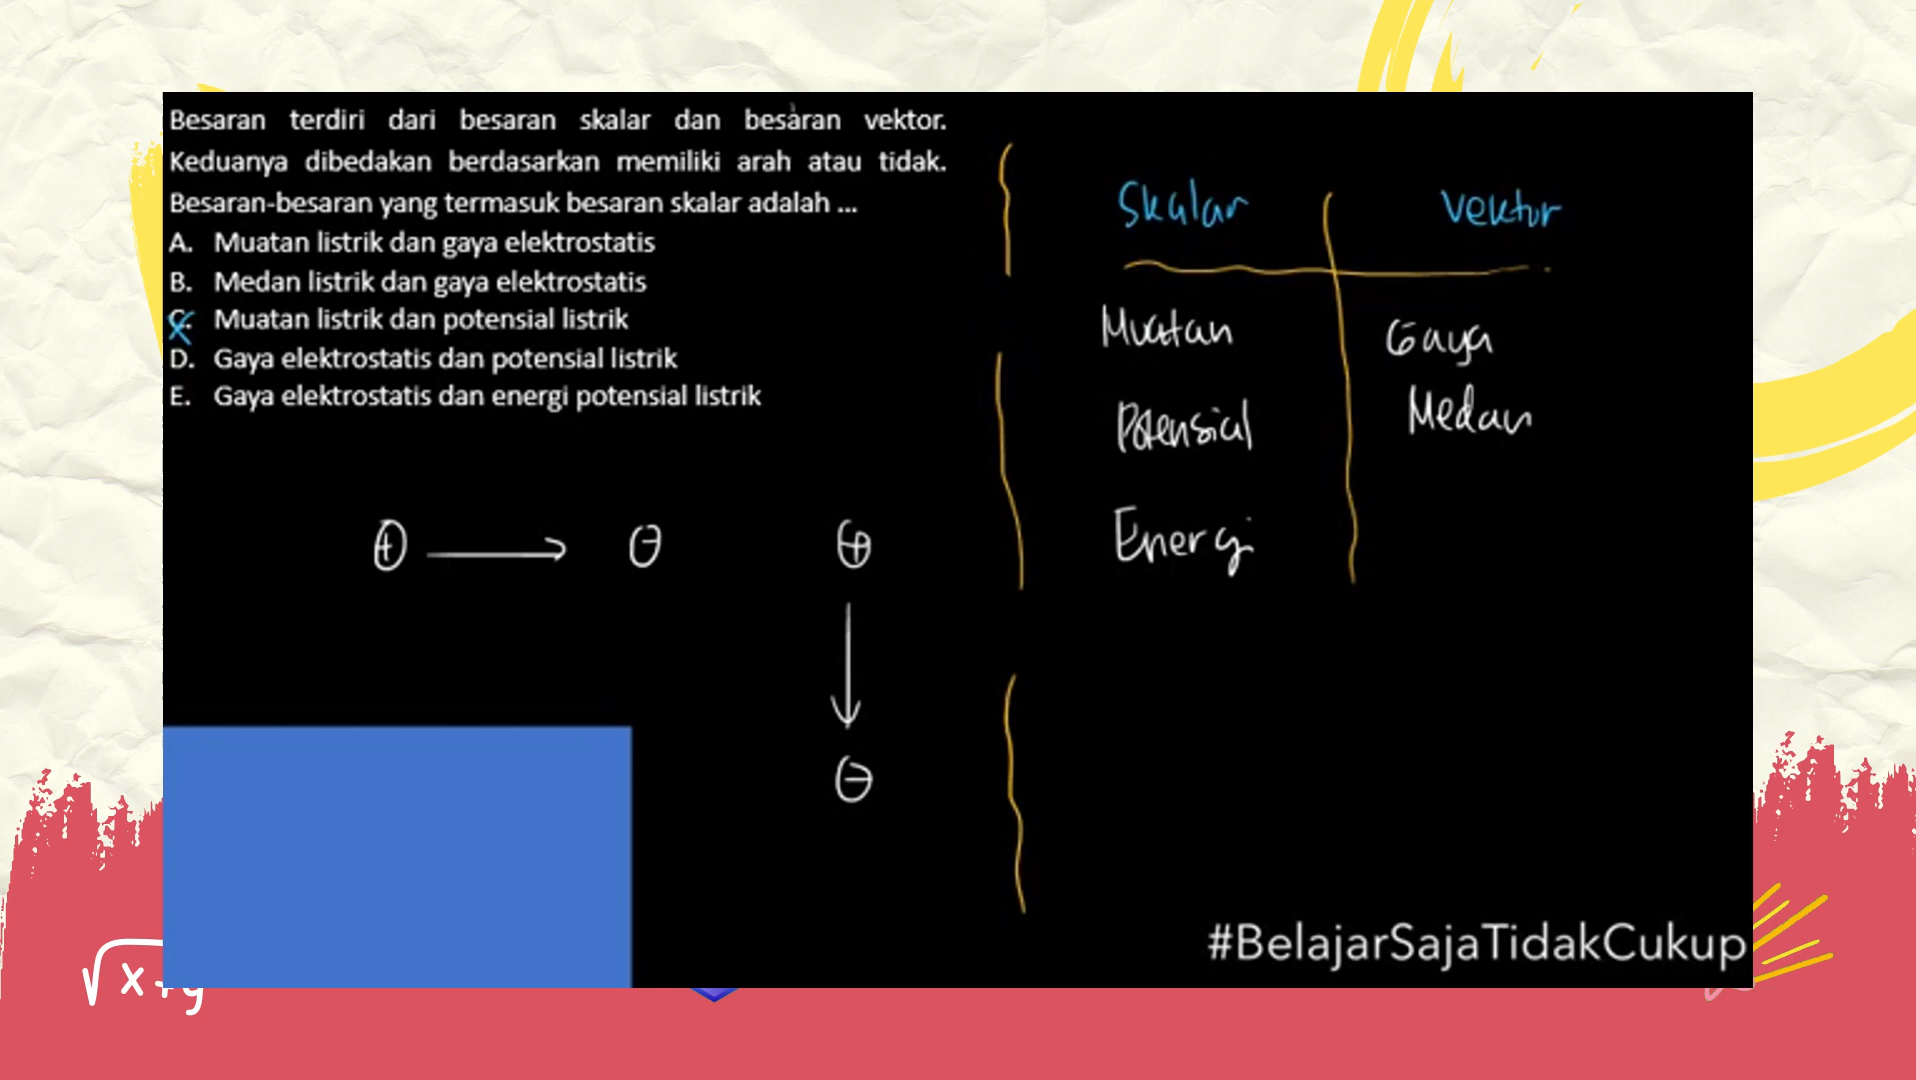 Besaran terdiri dari besaran skalar dan besaran vektor.
Keduanya dibedakan berdasarkan memiliki arah atau tidak.
Besaran-besaran yang termasuk besaran skalar adalah ...
A. Muatan listrik dan gaya elektrostatis
B. Medan listrik dan gaya elektrostatis
C. Muatan listrik dan potensial listrik
D. Gaya elektrostatis dan potensial listrik
E. Gaya elektrostatis dan energi potensial listrik
+ → −
+
−
Skalar Vektor
Muatan Gaya
Potensial Medan
Energi
#BelajarSajaTidakCukup
√x+y